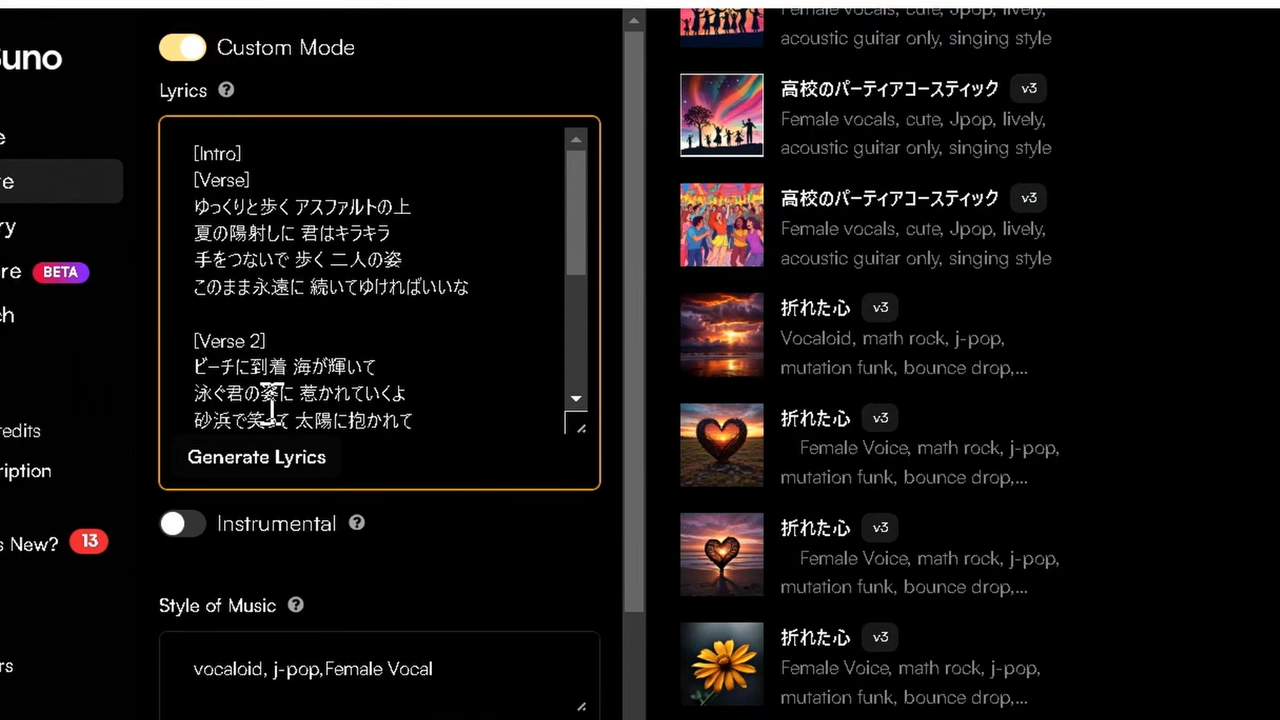 uno
Custom Mode
Lyrics
[Intro]
[Verse]
ゆっくりと歩く アスファルトの上
夏の陽射しに 君はキラキラ
手をつないで 歩く 二人の姿
このまま永遠に 続いてゆければいいな
[Verse 2]
ビーチに到着 海が輝いて
泳ぐ君の姿に 惹かれていくよ
砂浜で笑って 太陽に抱かれて
Generate Lyrics
Instrumental
Style of Music
vocaloid, j-pop,Female Vocal
BETA
s New?
13
Female vocals, cute, Jpop, lively,
acoustic guitar only, singing style
高校のパーティアコースティック v3
Female vocals, cute, Jpop, lively,
acoustic guitar only, singing style
高校のパーティアコースティック v3
Female vocals, cute, Jpop, lively,
acoustic guitar only, singing style
折れた心 v3
Vocaloid, math rock, j-pop,
mutation funk, bounce drop,...
折れた心 v3
Female Voice, math rock, j-pop,
mutation funk, bounce drop,...
折れた心 v3
Female Voice, math rock, j-pop,
mutation funk, bounce drop,...
折れた心 v3
Female Voice, math rock, j-pop,
mutation funk, bounce drop,...